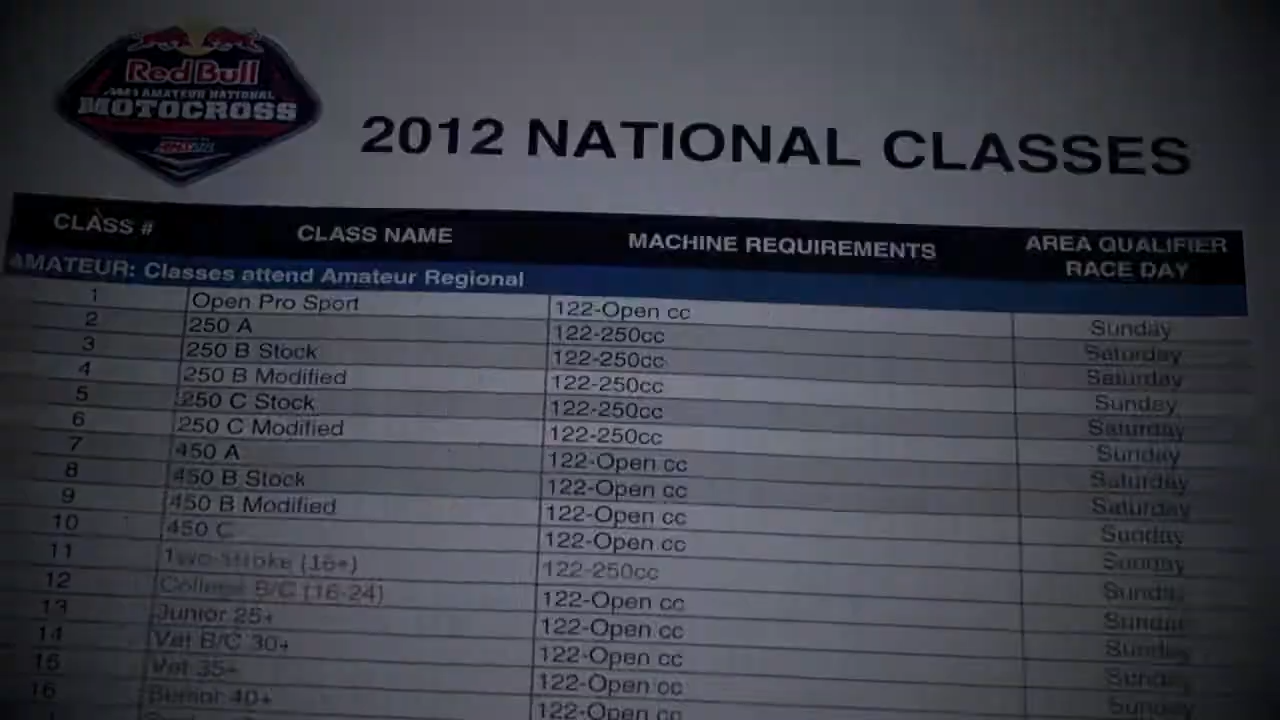 Red Bull
AMATEUR NATIONAL
MOTOCROSS
2012 NATIONAL CLASSES
CLASS # CLASS NAME MACHINE REQUIREMENTS AREA QUALIFIER RACE DAY
AMATEUR: Classes attend Amateur Regional
1 Open Pro Sport 122-Open cc Sunday
2 250 A 122-250cc Saturday
3 250 B Stock 122-250cc Saturday
4 250 B Modified 122-250cc Sunday
5 250 C Stock 122-250cc Saturday
6 250 C Modified 122-250cc Sunday
7 450 A 122-Open cc Saturday
8 450 B Stock 122-Open cc Saturday
9 450 B Modified 122-Open cc Sunday
10 450 C 122-Open cc Sunday
11 Two-stroke (16+) 122-250cc Sunday
12 College B/C (16-24) 122-Open cc Sunday
13 Junior 25+ 122-Open cc Sunday
14 Vet B/C 30+ 122-Open cc Sunday
15 Vet 35+ 122-Open cc
16 Senior 40+ 122-Open cc